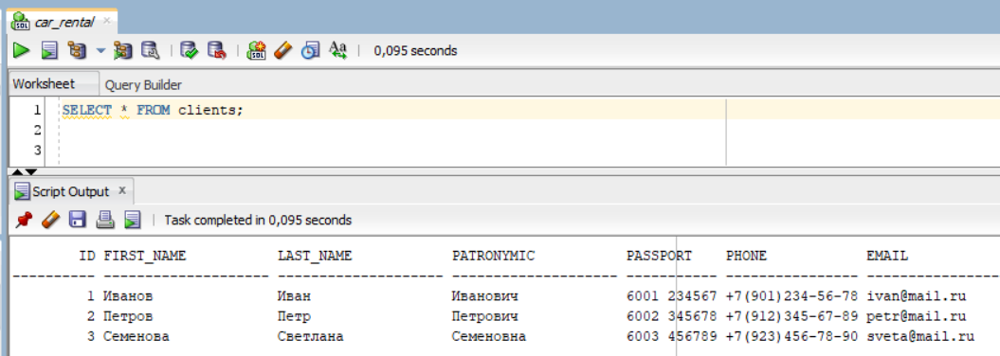 car_rental
0,095 seconds
Worksheet Query Builder
1 SELECT * FROM clients;
2
3
Script Output x
Task completed in 0,095 seconds
ID FIRST_NAME LAST_NAME PATRONYMIC PASSPORT PHONE EMAIL
---------- -------------------- -------------------- -------------------- ----------- ---------------- ----------------
1 Иванов Иван Иванович 6001 234567 +7(901)234-56-78 ivan@mail.ru
2 Петров Петр Петрович 6002 345678 +7(912)345-67-89 petr@mail.ru
3 Семенова Светлана Семеновна 6003 456789 +7(923)456-78-90 sveta@mail.ru